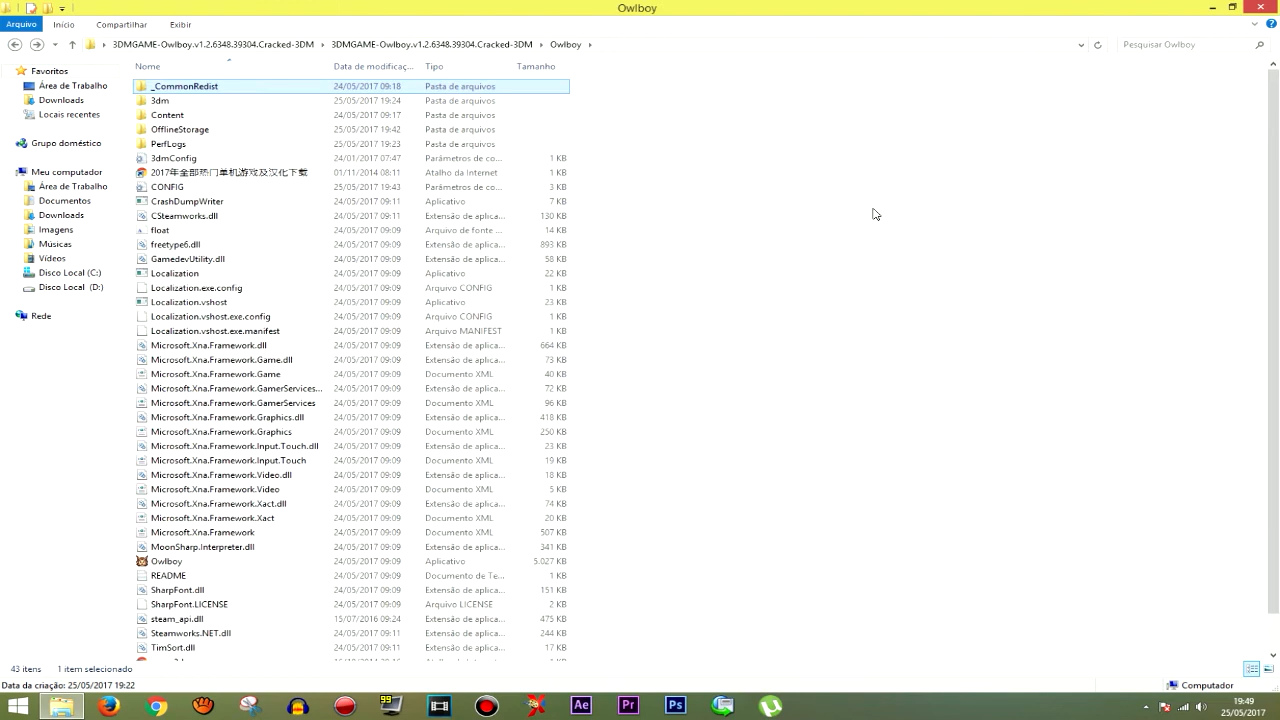 Owlboy
Arquivo Início Compartilhar Exibir
3DMGAME-Owlboy.v1.2.6348.39304.Cracked-3DM 3DMGAME-Owlboy.v1.2.6348.39304.Cracked-3DM Owlboy Pesquisar Owlboy
Nome Data de modificaç... Tipo Tamanho
Favoritos
Área de Trabalho
Downloads
Locais recentes
Grupo doméstico
Meu computador
Área de Trabalho
Documentos
Downloads
Imagens
Músicas
Vídeos
Disco Local (C:)
Disco Local (D:)
Rede
_CommonRedist 24/05/2017 09:18 Pasta de arquivos
3dm 25/05/2017 19:24 Pasta de arquivos
Content 24/05/2017 09:17 Pasta de arquivos
OfflineStorage 25/05/2017 19:42 Pasta de arquivos
PerfLogs 25/05/2017 19:23 Pasta de arquivos
3dmConfig 24/01/2017 07:47 Parâmetros de co... 1 KB
2017年全部热门单机游戏及汉化下载 01/11/2014 08:11 Atalho da Internet 1 KB
CONFIG 25/05/2017 19:43 Parâmetros de co... 3 KB
CrashDumpWriter 24/05/2017 09:11 Aplicativo 7 KB
CSteamworks.dll 24/05/2017 09:11 Extensão de aplica... 130 KB
float 24/05/2017 09:09 Arquivo de fonte ... 14 KB
freetype6.dll 24/05/2017 09:09 Extensão de aplica... 893 KB
GamedevUtility.dll 24/05/2017 09:09 Extensão de aplica... 58 KB
Localization 24/05/2017 09:09 Aplicativo 22 KB
Localization.exe.config 24/05/2017 09:09 Arquivo CONFIG 1 KB
Localization.vshost 24/05/2017 09:09 Aplicativo 23 KB
Localization.vshost.exe.config 24/05/2017 09:09 Arquivo CONFIG 1 KB
Localization.vshost.exe.manifest 24/05/2017 09:09 Arquivo MANIFEST 1 KB
Microsoft.Xna.Framework.dll 24/05/2017 09:09 Extensão de aplica... 664 KB
Microsoft.Xna.Framework.Game.dll 24/05/2017 09:09 Extensão de aplica... 73 KB
Microsoft.Xna.Framework.Game 24/05/2017 09:09 Documento XML 40 KB
Microsoft.Xna.Framework.GamerServices... 24/05/2017 09:09 Extensão de aplica... 72 KB
Microsoft.Xna.Framework.GamerServices 24/05/2017 09:09 Documento XML 96 KB
Microsoft.Xna.Framework.Graphics.dll 24/05/2017 09:09 Extensão de aplica... 418 KB
Microsoft.Xna.Framework.Graphics 24/05/2017 09:09 Documento XML 250 KB
Microsoft.Xna.Framework.Input.Touch.dll 24/05/2017 09:09 Extensão de aplica... 23 KB
Microsoft.Xna.Framework.Input.Touch 24/05/2017 09:09 Documento XML 19 KB
Microsoft.Xna.Framework.Video.dll 24/05/2017 09:09 Extensão de aplica... 18 KB
Microsoft.Xna.Framework.Video 24/05/2017 09:09 Documento XML 5 KB
Microsoft.Xna.Framework.Xact.dll 24/05/2017 09:09 Extensão de aplica... 74 KB
Microsoft.Xna.Framework.Xact 24/05/2017 09:09 Documento XML 20 KB
Microsoft.Xna.Framework 24/05/2017 09:09 Documento XML 507 KB
MoonSharp.Interpreter.dll 24/05/2017 09:09 Extensão de aplica... 341 KB
Owlboy 24/05/2017 09:09 Aplicativo 5.027 KB
README 24/05/2017 09:09 Documento de Te... 1 KB
SharpFont.dll 24/05/2017 09:09 Extensão de aplica... 151 KB
SharpFont.LICENSE 24/05/2017 09:09 Arquivo LICENSE 2 KB
steam_api.dll 15/07/2016 09:24 Extensão de aplica... 475 KB
Steamworks.NET.dll 24/05/2017 09:11 Extensão de aplica... 244 KB
TimSort.dll 24/05/2017 09:09 Extensão de aplica... 17 KB
43 itens 1 item selecionado
Data da criação: 25/05/2017 19:22 Computador
99 Ae Pr Ps
19:49
25/05/2017